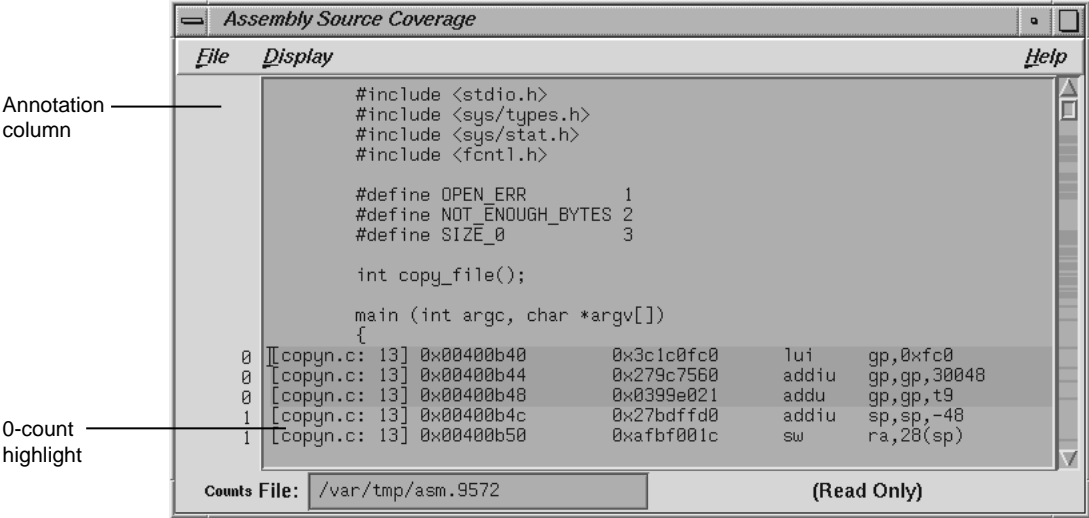 Assembly Source Coverage
File Display Help
Annotation column
#include <stdio.h>
#include <sys/types.h>
#include <sys/stat.h>
#include <fcntl.h>
#define OPEN_ERR 1
#define NOT_ENOUGH_BYTES 2
#define SIZE_0 3
int copy_file();
main (int argc, char *argv[])
{
0 [copyn.c: 13] 0x00400b40 0x3c1c0fc0 lui gp,0xfc0
0 [copyn.c: 13] 0x00400b44 0x279c7560 addiu gp,gp,30048
0 [copyn.c: 13] 0x00400b48 0x0399e021 addu gp,gp,t9
1 [copyn.c: 13] 0x00400b4c 0x27bdffd0 addiu sp,sp,-48
1 [copyn.c: 13] 0x00400b50 0xafbf001c sw ra,28(sp)
0-count
highlight
Counts File: /var/tmp/asm.9572 (Read Only)